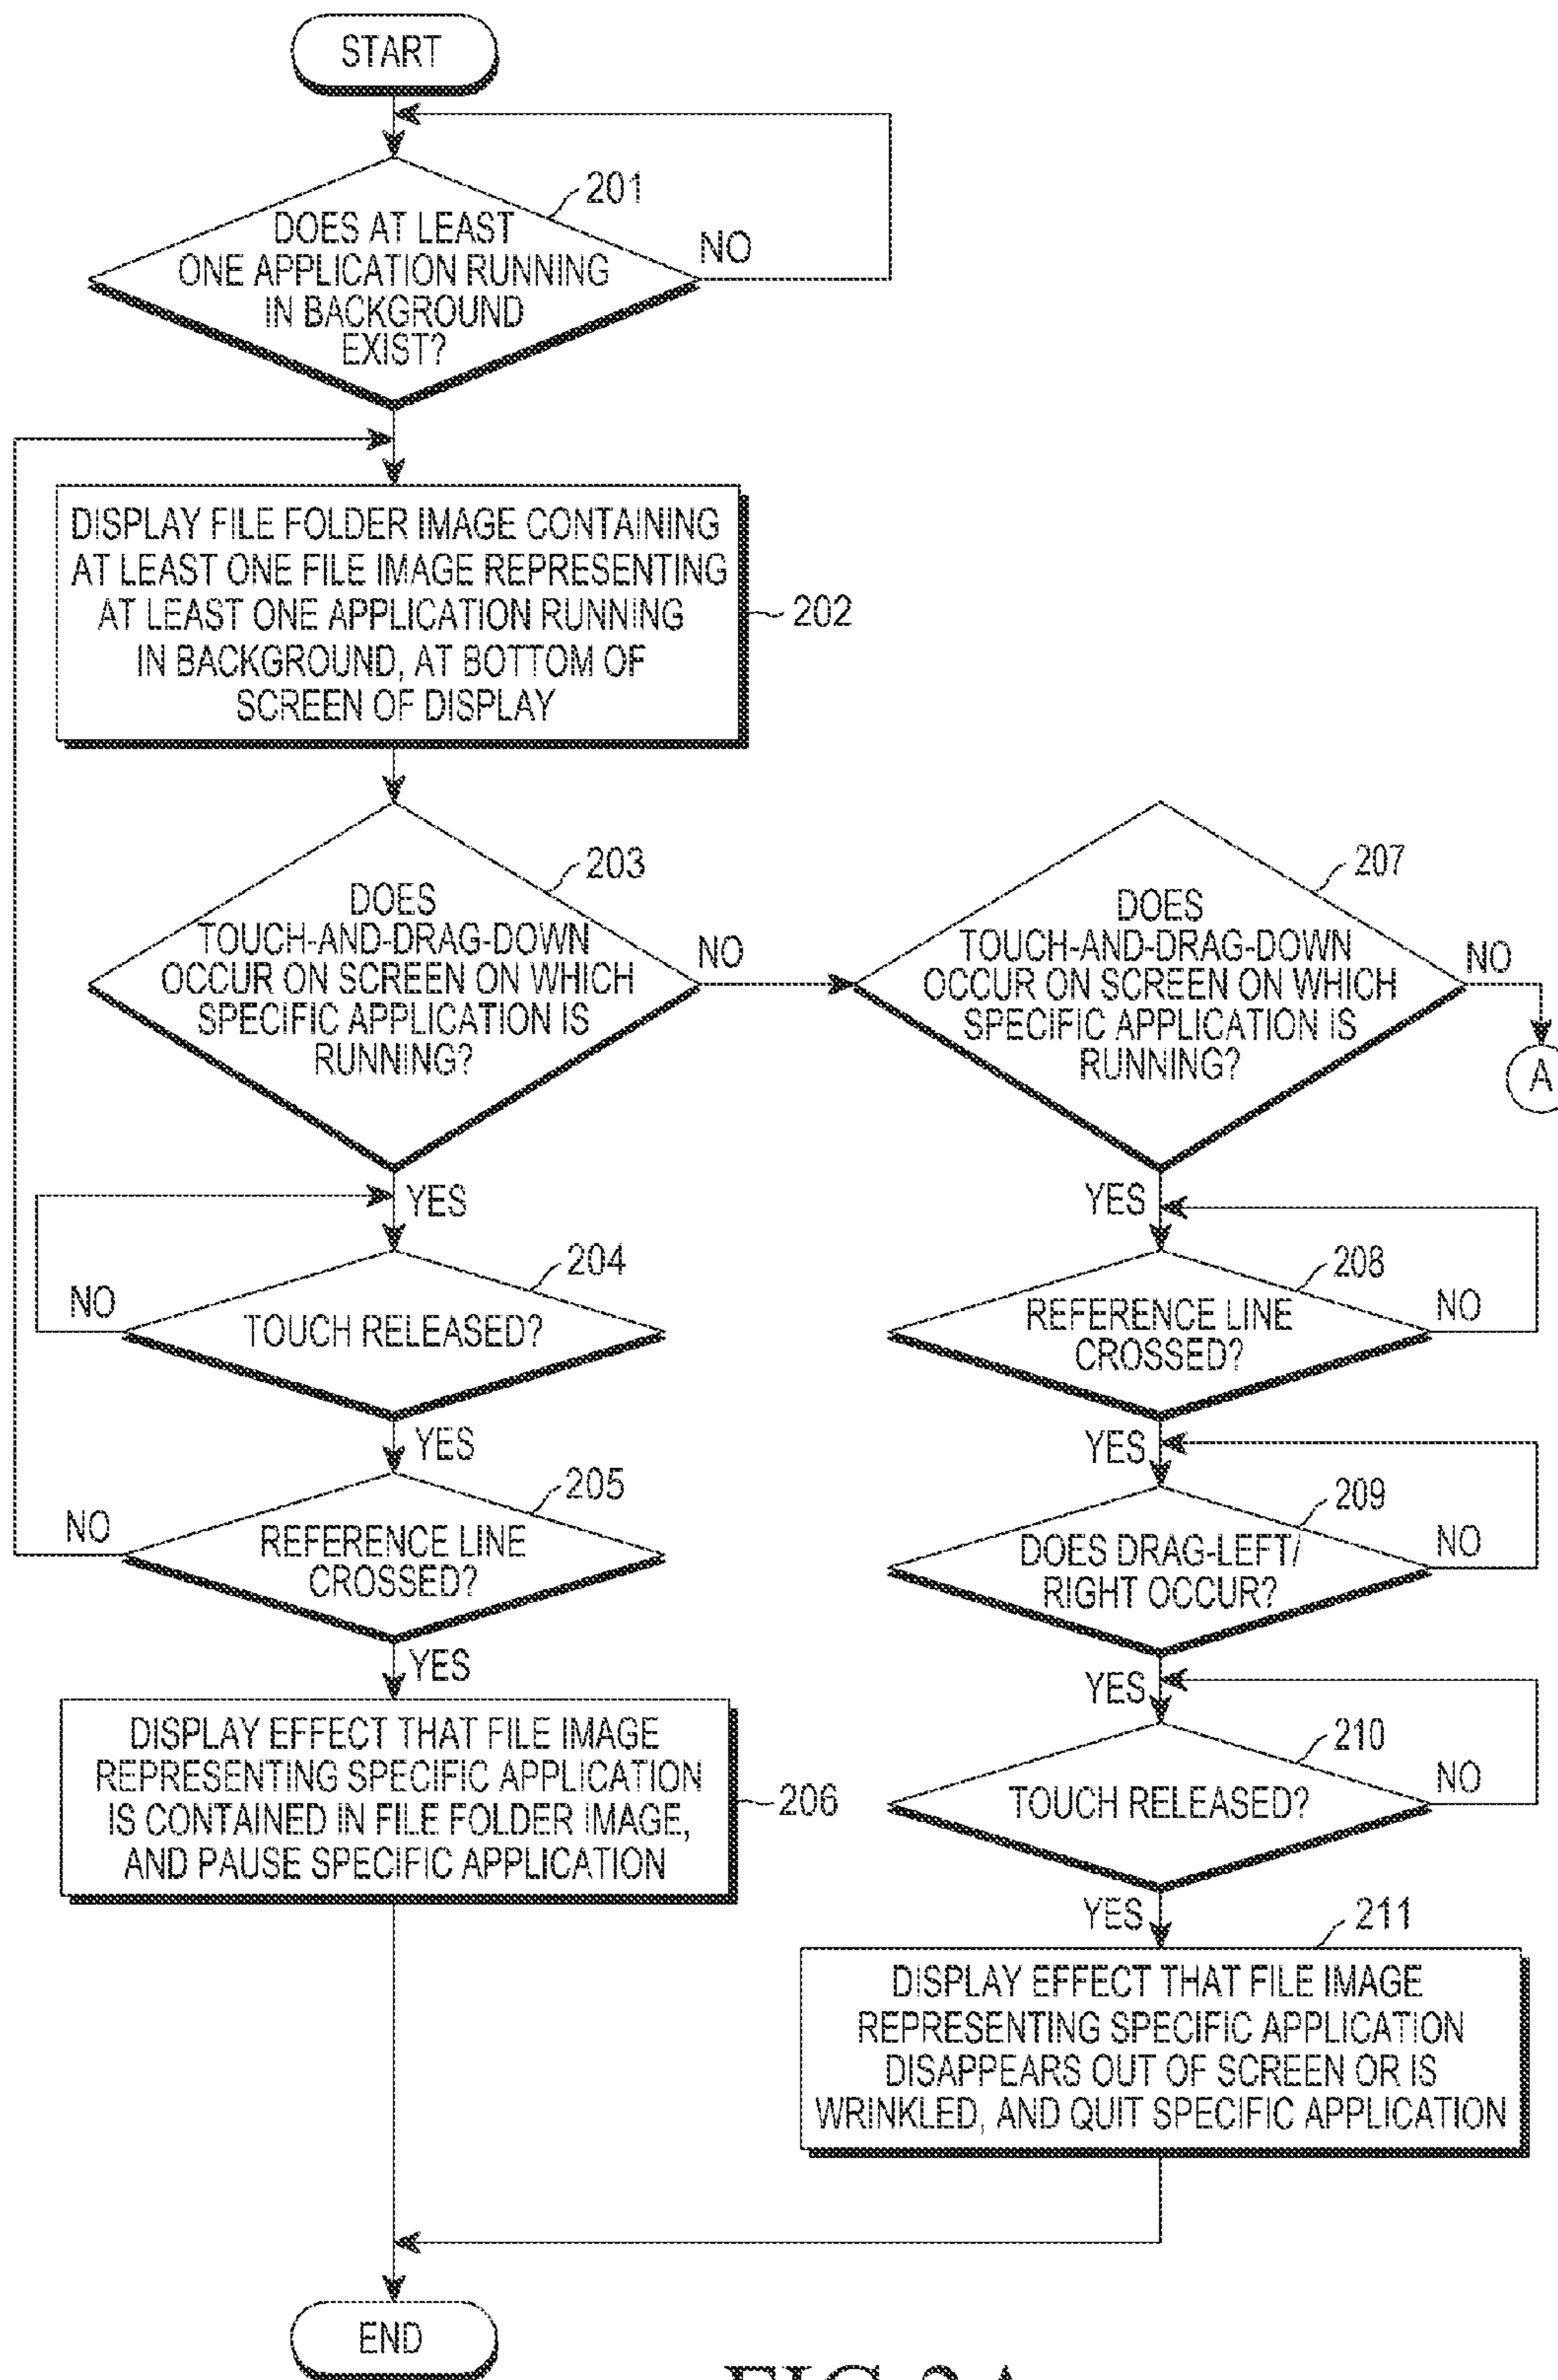 START
201
DOES AT LEAST
ONE APPLICATION RUNNING
IN BACKGROUND
EXIST?
NO
DISPLAY FILE FOLDER IMAGE CONTAINING
AT LEAST ONE FILE IMAGE REPRESENTING
AT LEAST ONE APPLICATION RUNNING
IN BACKGROUND, AT BOTTOM OF
SCREEN OF DISPLAY
202
203
DOES
TOUCH-AND-DRAG-DOWN
OCCUR ON SCREEN ON WHICH
SPECIFIC APPLICATION IS
RUNNING?
NO
YES
204
TOUCH RELEASED?
NO
YES
205
REFERENCE LINE
CROSSED?
NO
YES
DISPLAY EFFECT THAT FILE IMAGE
REPRESENTING SPECIFIC APPLICATION
IS CONTAINED IN FILE FOLDER IMAGE,
AND PAUSE SPECIFIC APPLICATION
206
207
DOES
TOUCH-AND-DRAG-DOWN
OCCUR ON SCREEN ON WHICH
SPECIFIC APPLICATION IS
RUNNING?
NO
A
YES
208
REFERENCE LINE
CROSSED?
NO
YES
209
DOES DRAG-LEFT/
RIGHT OCCUR?
NO
YES
210
TOUCH RELEASED?
NO
YES
211
DISPLAY EFFECT THAT FILE IMAGE
REPRESENTING SPECIFIC APPLICATION
DISAPPEARS OUT OF SCREEN OR IS
WRINKLED, AND QUIT SPECIFIC APPLICATION
END